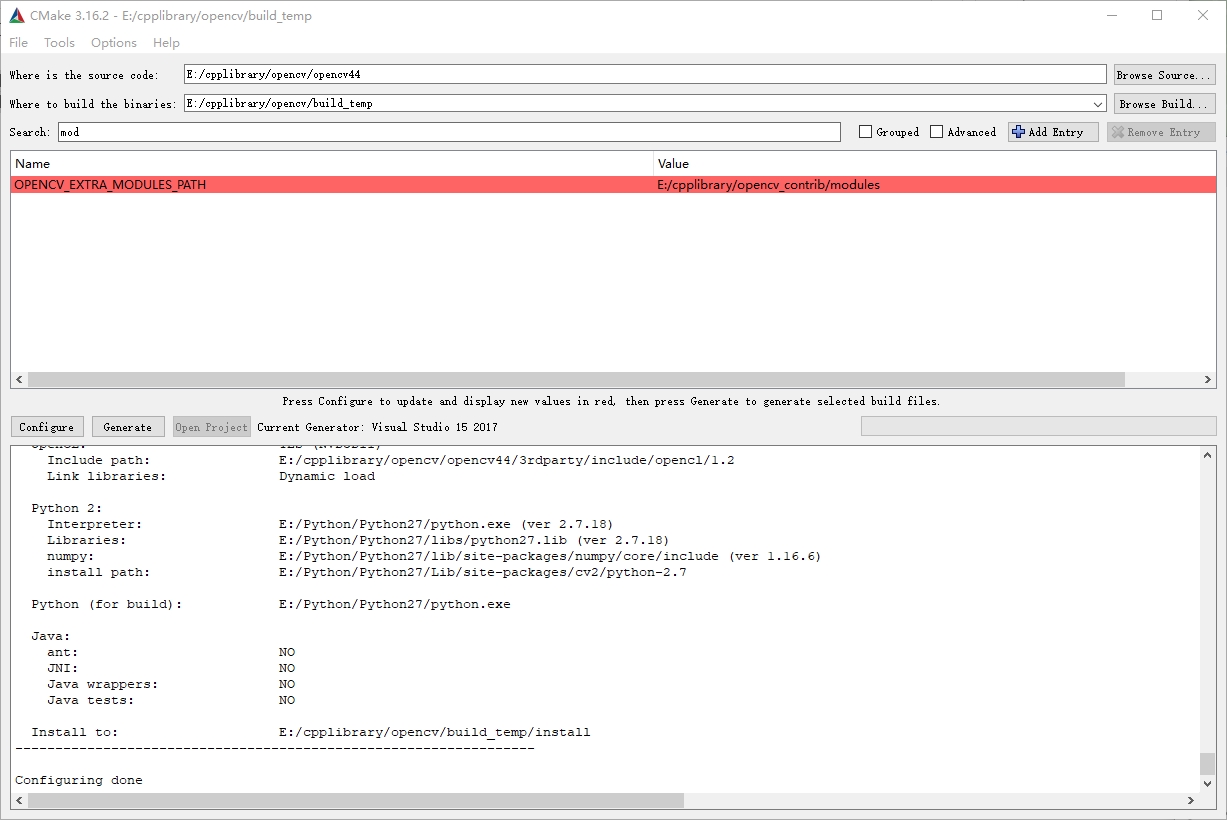 CMake 3.16.2 - E:/cpplibrary/opencv/build_temp
File Tools Options Help
Where is the source code: E:/cpplibrary/opencv/opencv44 Browse Source...
Where to build the binaries: E:/cpplibrary/opencv/build_temp Browse Build...
Search: mod Grouped Advanced Add Entry Remove Entry
Name Value
OPENCV_EXTRA_MODULES_PATH E:/cpplibrary/opencv_contrib/modules
Press Configure to update and display new values in red, then press Generate to generate selected build files.
Configure Generate Open Project Current Generator: Visual Studio 15 2017
Include path: E:/cpplibrary/opencv/opencv44/3rdparty/include/opencl/1.2
Link libraries: Dynamic load
Python 2:
Interpreter: E:/Python/Python27/python.exe (ver 2.7.18)
Libraries: E:/Python/Python27/libs/python27.lib (ver 2.7.18)
numpy: E:/Python/Python27/lib/site-packages/numpy/core/include (ver 1.16.6)
install path: E:/Python/Python27/Lib/site-packages/cv2/python-2.7
Python (for build): E:/Python/Python27/python.exe
Java:
ant: NO
JNI: NO
Java wrappers: NO
Java tests: NO
Install to: E:/cpplibrary/opencv/build_temp/install
-----------------------------------------------------------------
Configuring done